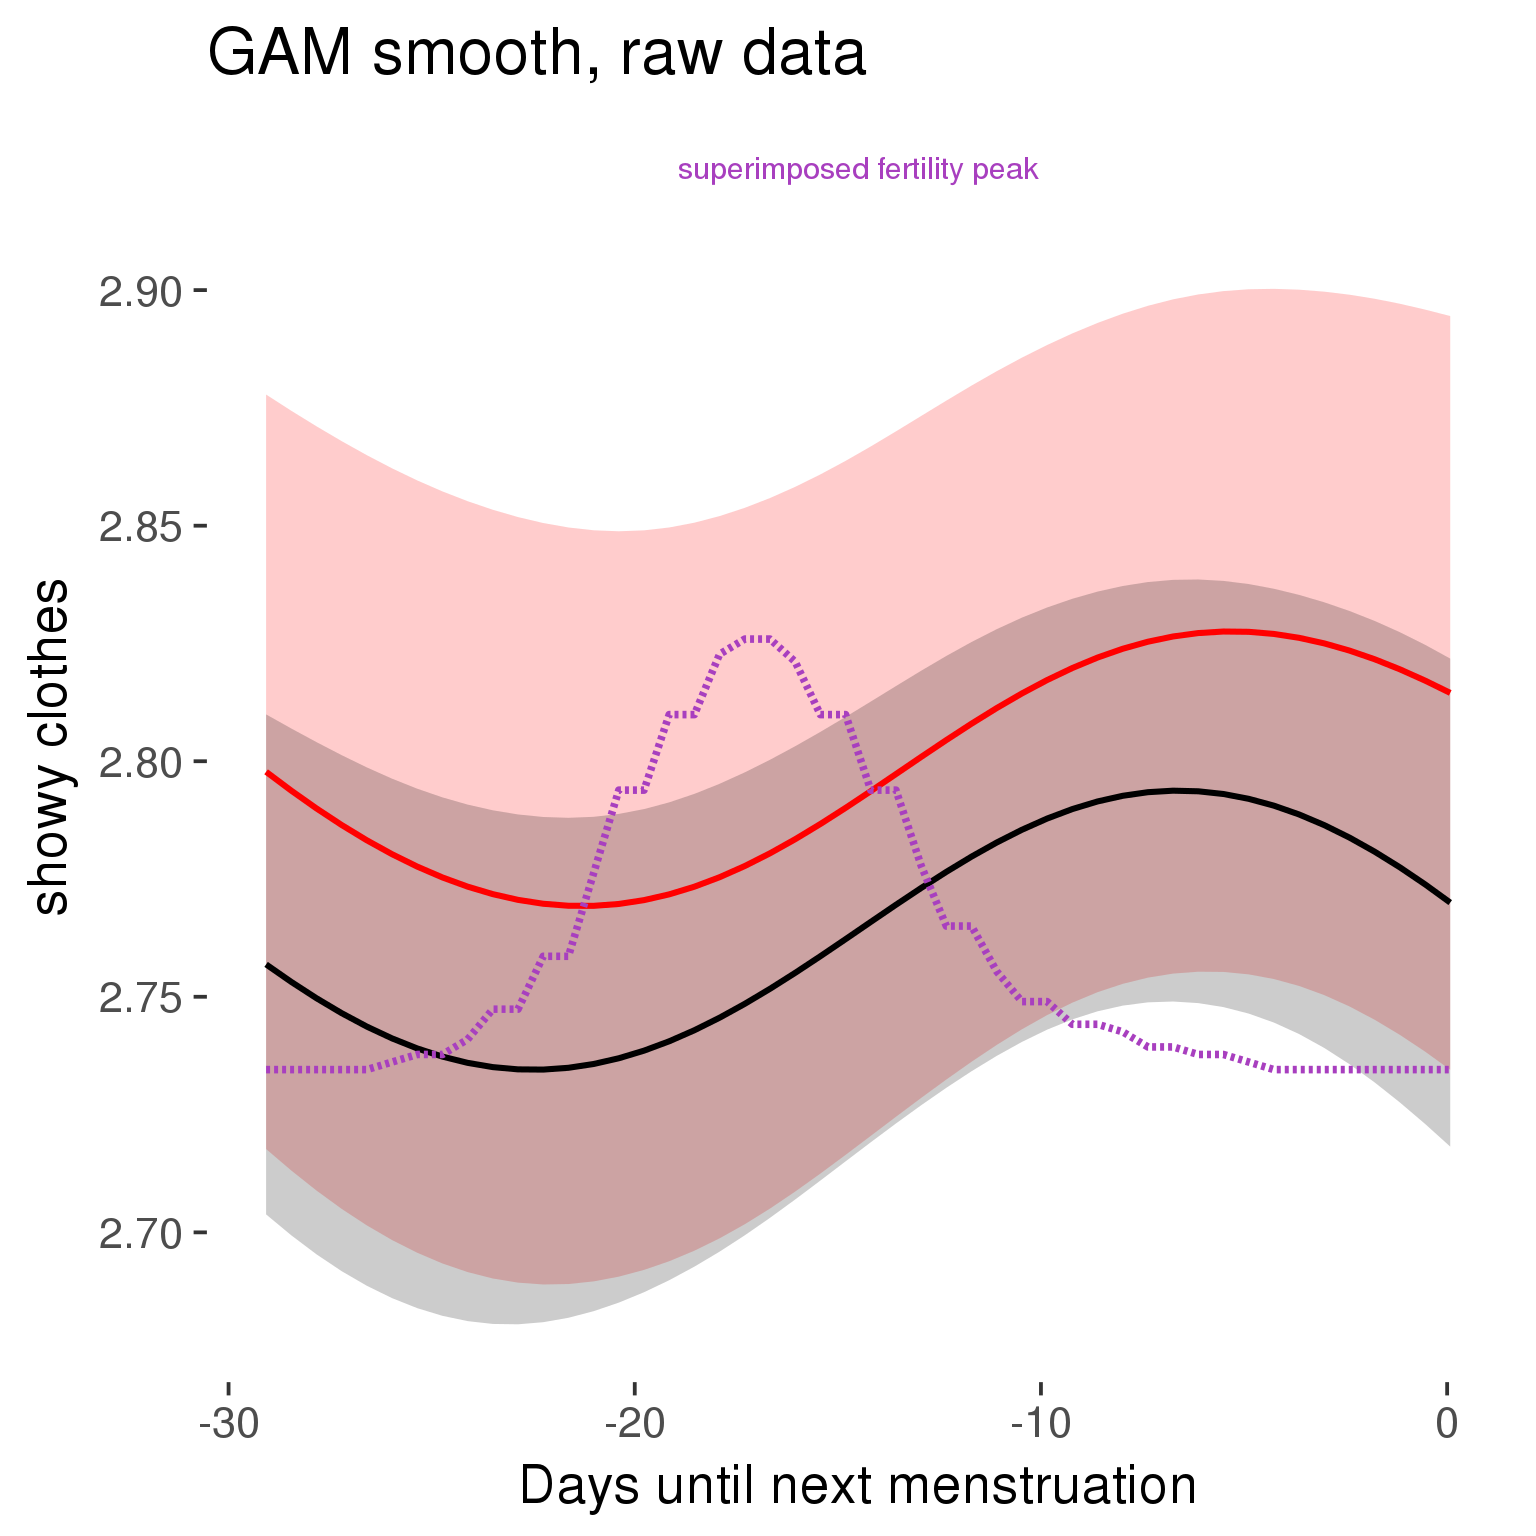 GAM smooth, raw data
superimposed fertility peak
2.90
2.85
2.80
2.75
2.70
showy clothes
-30
-20
-10
0
Days until next menstruation